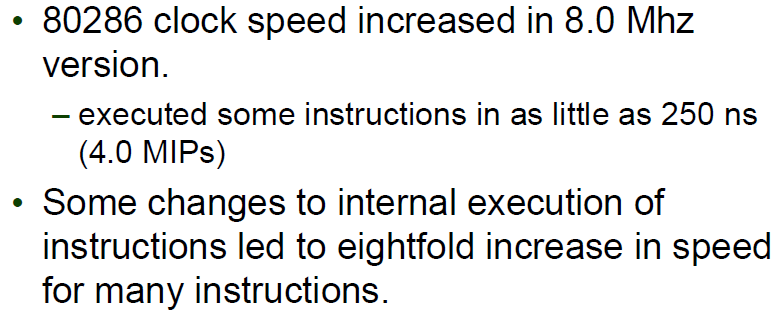 • 80286 clock speed increased in 8.0 Mhz
version.
– executed some instructions in as little as 250 ns
(4.0 MIPs)
• Some changes to internal execution of
instructions led to eightfold increase in speed
for many instructions.